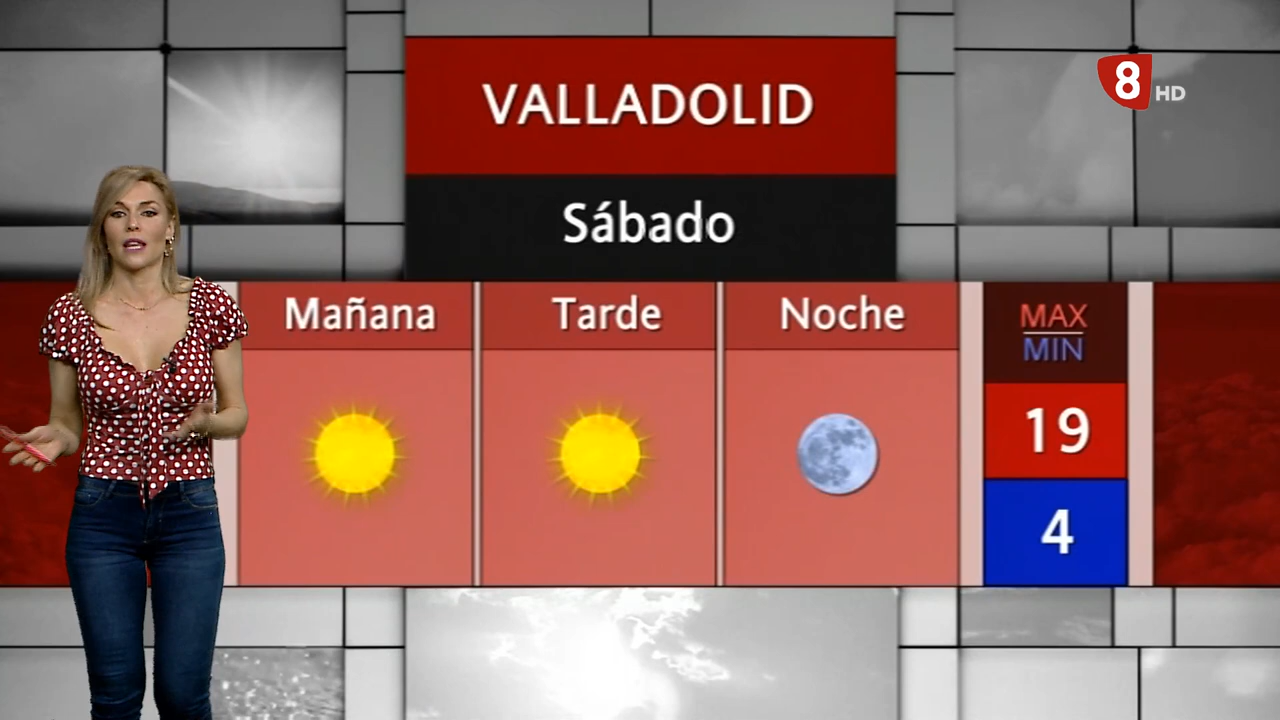 8 HD
VALLADOLID
Sábado
Mañana
Tarde
Noche
MAX
MIN
19
4